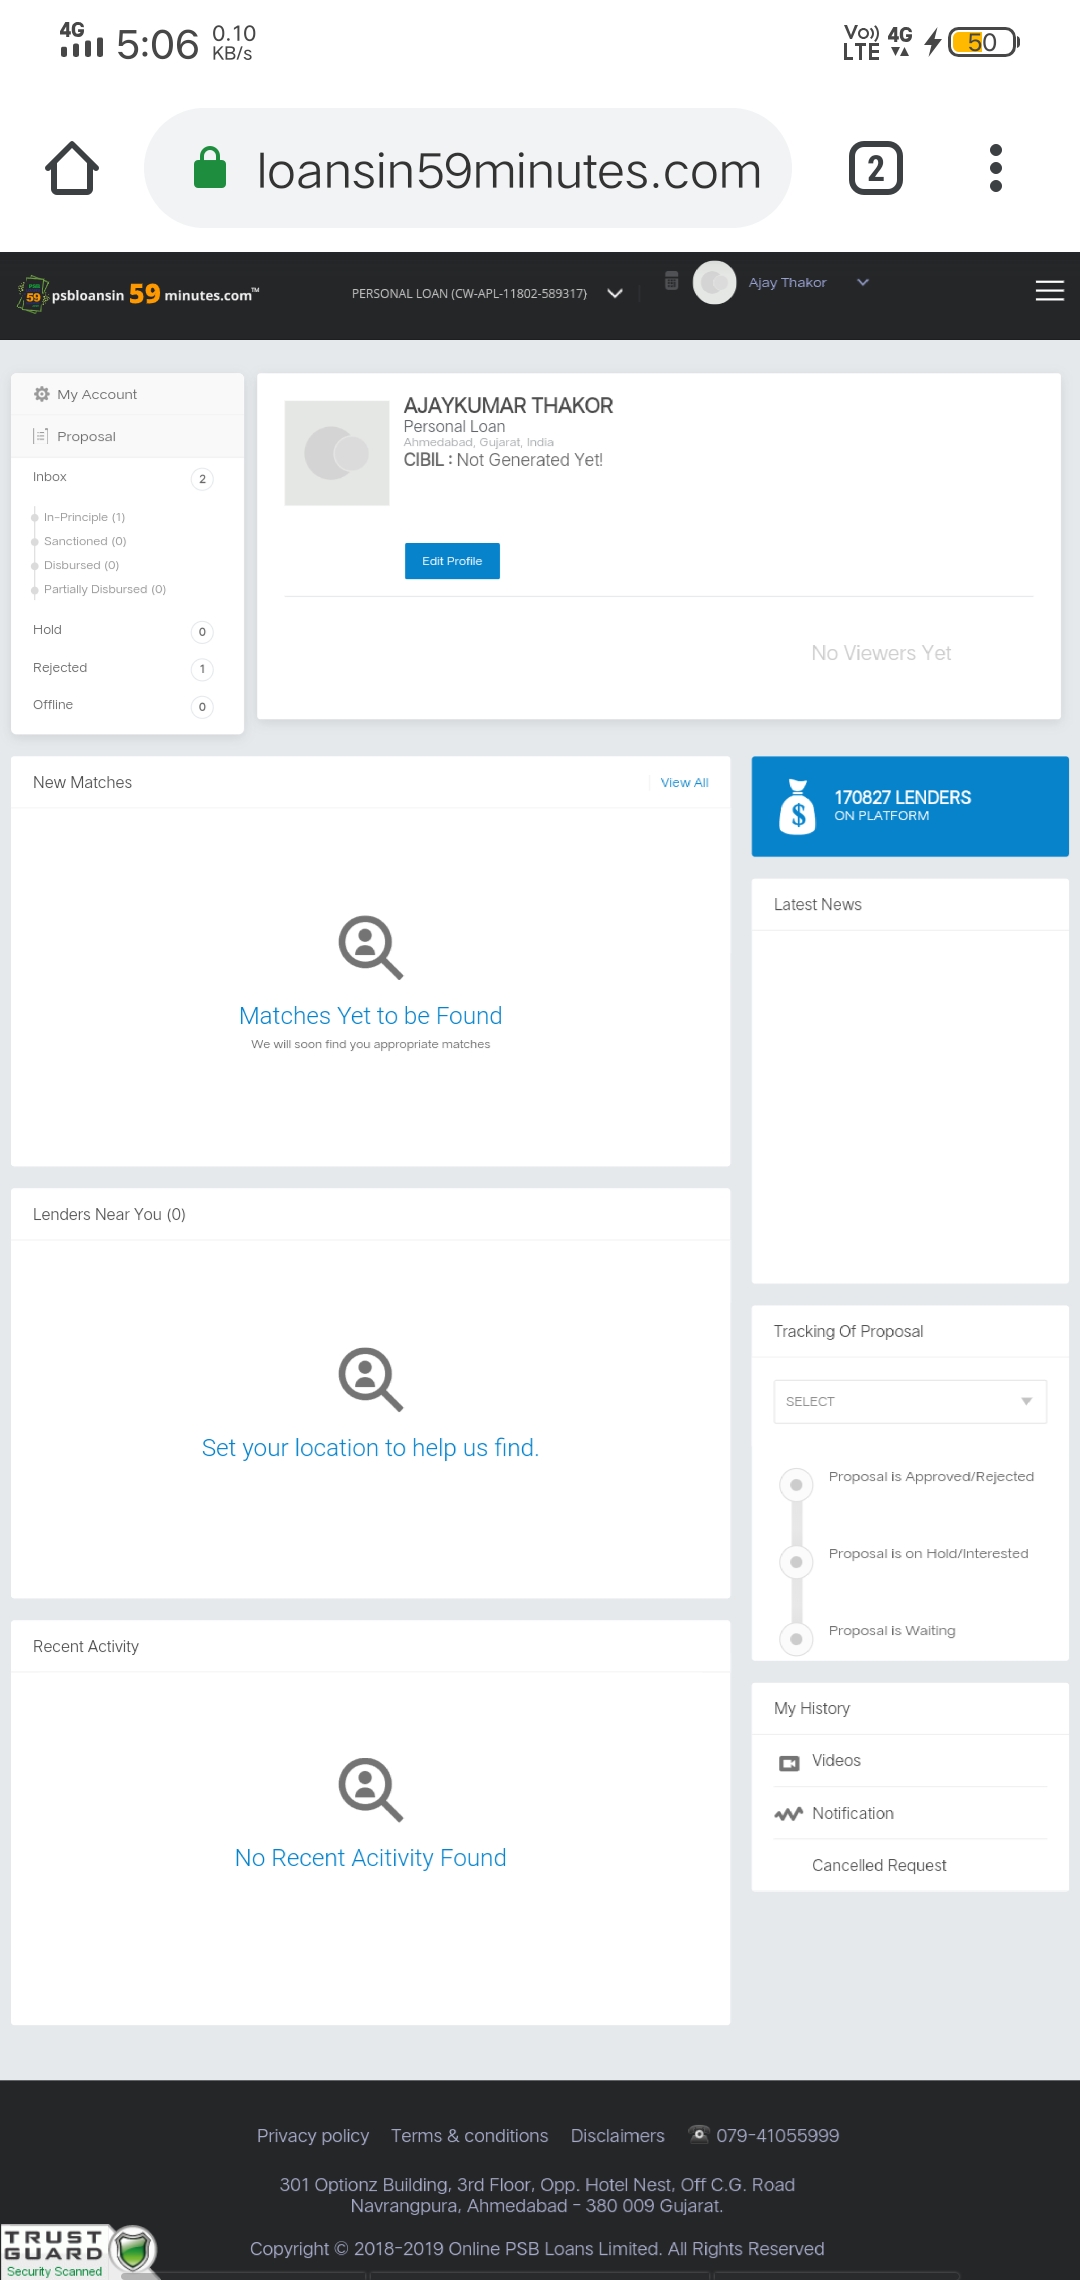 4G 5:06 0.10 KB/s Vo)) LTE 4G 50
loansin59minutes.com 2
59 psbloansin 59 minutes.com™ PERSONAL LOAN (CW-APL-11802-589317) Ajay Thakor
My Account
Proposal
Inbox 2
In-Principle (1)
Sanctioned (0)
Disbursed (0)
Partially Disbursed (0)
Hold 0
Rejected 1
Offline 0
AJAYKUMAR THAKOR
Personal Loan
Ahmedabad, Gujarat, India
CIBIL : Not Generated Yet!
Edit Profile
No Viewers Yet
New Matches View All
Matches Yet to be Found
We will soon find you appropriate matches
170827 LENDERS
ON PLATFORM
Latest News
Lenders Near You (0)
Set your location to help us find.
Tracking Of Proposal
SELECT
Proposal is Approved/Rejected
Proposal is on Hold/Interested
Proposal is Waiting
Recent Activity
No Recent Acitivity Found
My History
Videos
Notification
Cancelled Request
Privacy policy Terms & conditions Disclaimers 079-41055999
301 Optionz Building, 3rd Floor, Opp. Hotel Nest, Off C.G. Road
Navrangpura, Ahmedabad - 380 009 Gujarat.
Copyright © 2018-2019 Online PSB Loans Limited. All Rights Reserved
TRUST
GUARD
Security Scanned